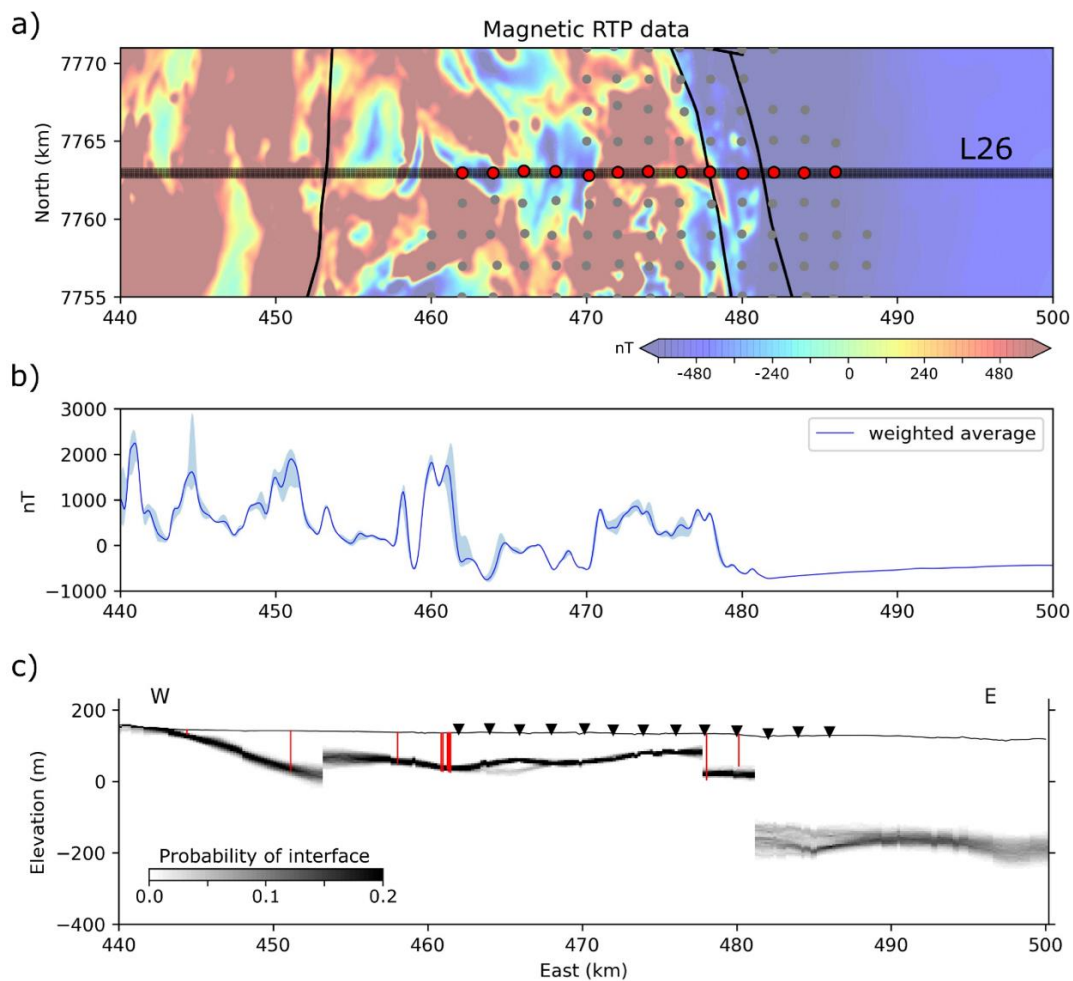 a)
Magnetic RTP data
North (km)
7770
7765
7760
7755
L26
440 450 460 470 480 490 500
nT
-480 -240 0 240 480
b)
nT
3000
2000
1000
0
−1000
weighted average
440 450 460 470 480 490 500
c)
W E
Elevation (m)
200
0
−200
−400
Probability of interface
0.0 0.1 0.2
440 450 460 470 480 490 500
East (km)